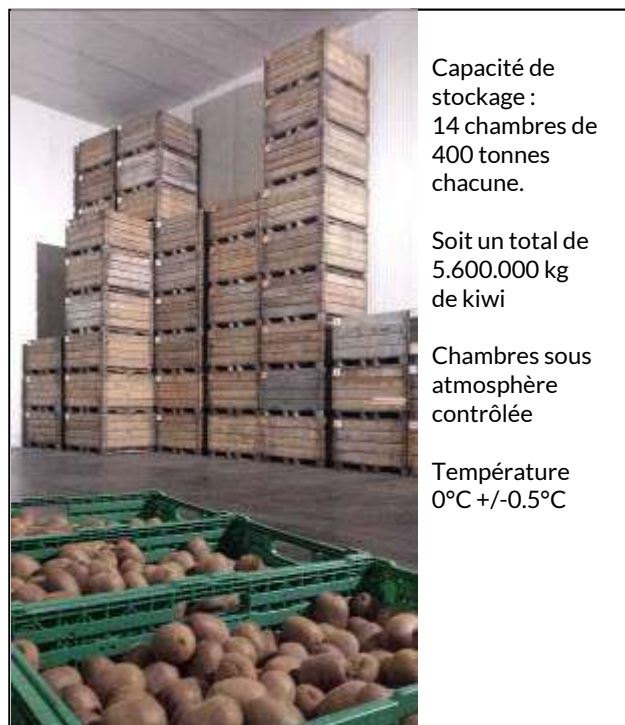 Capacité de
stockage :
14 chambres de
400 tonnes
chacune.
Soit un total de
5.600.000 kg
de kiwi
Chambres sous
atmosphère
contrôlée
Température
0°C +/-0.5°C